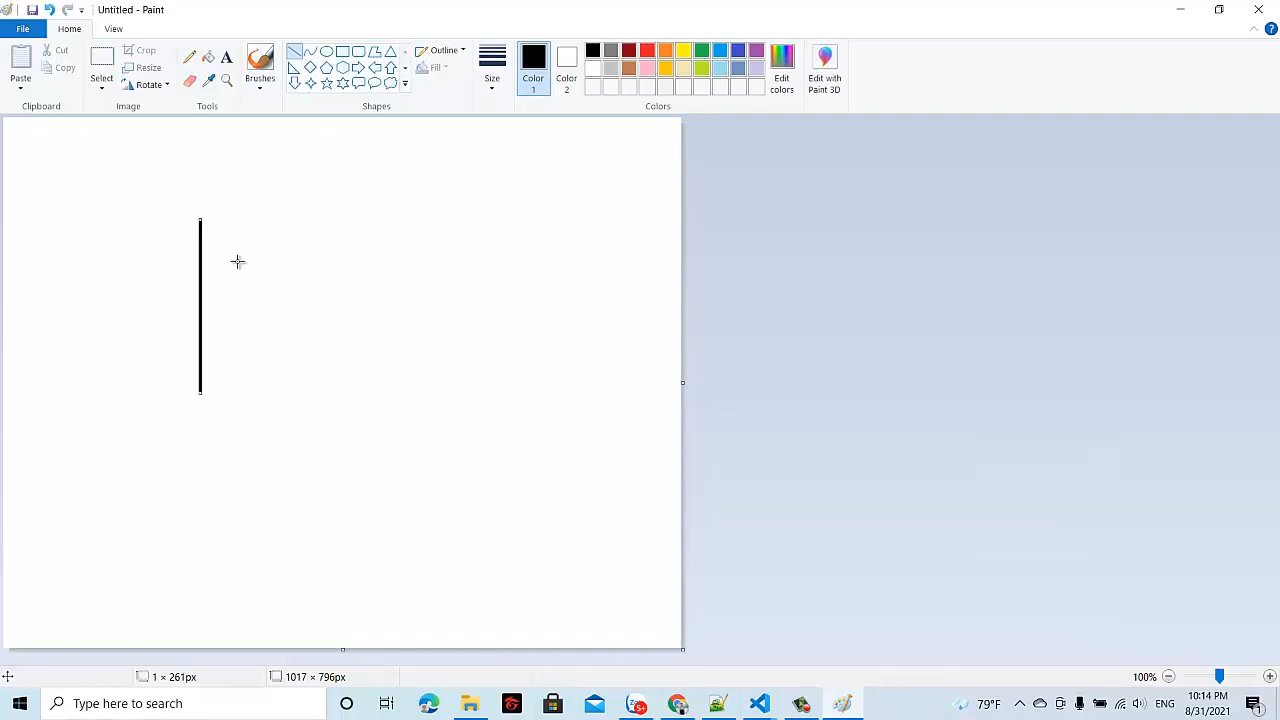 Untitled - Paint
File Home View
Paste
Cut
Copy
Clipboard
Select
Crop
Resize
Rotate
Image
A
Tools
Brushes
Outline
Fill
Shapes
Size
Color 1
Color 2
Edit colors
Colors
Edit with Paint 3D
1 × 261px
1017 × 796px
100%
Type here to search
5+
79°F
ENG
10:14 PM
8/31/2021
1